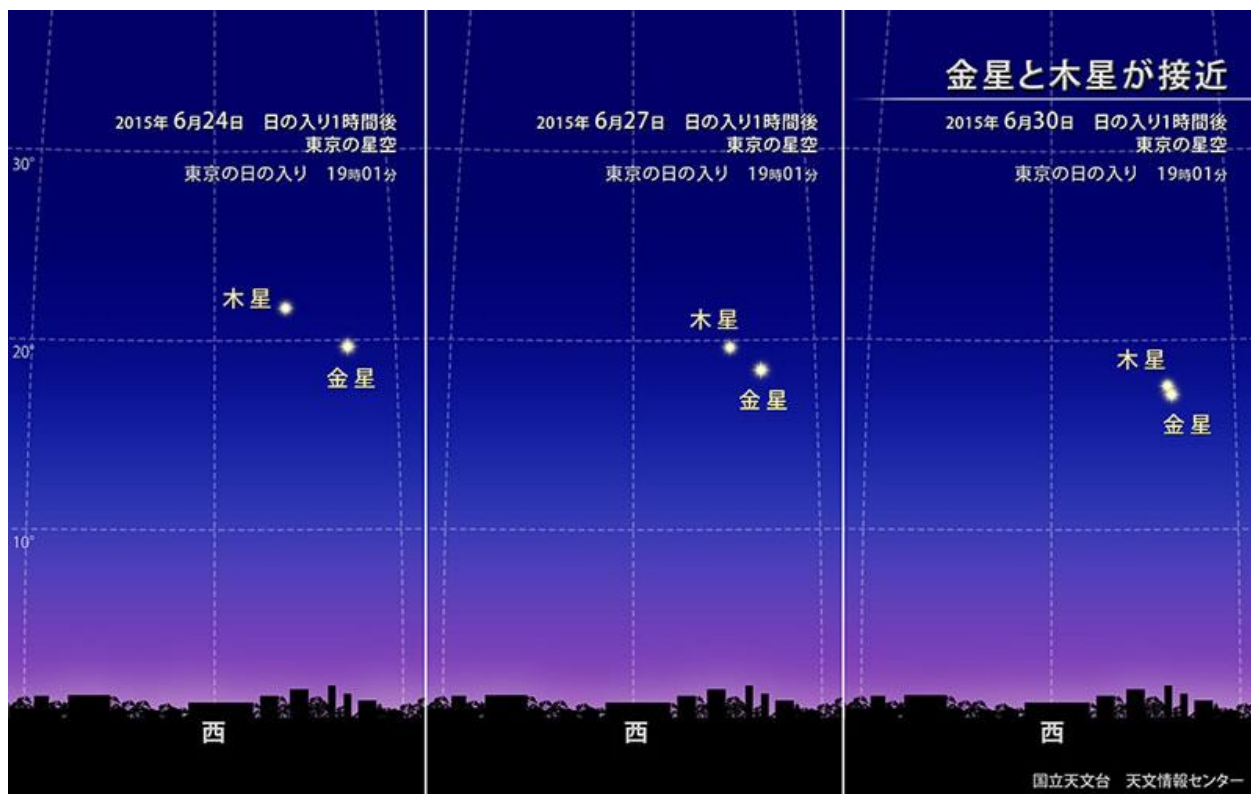 金星と木星が接近
2015年 6月24日 日の入り1時間後
東京の星空
東京の日の入り 19時01分
30°
20°
10°
木星
金星
西
2015年 6月27日 日の入り1時間後
東京の星空
東京の日の入り 19時01分
木星
金星
西
2015年 6月30日 日の入り1時間後
東京の星空
東京の日の入り 19時01分
木星
金星
西
国立天文台 天文情報センター